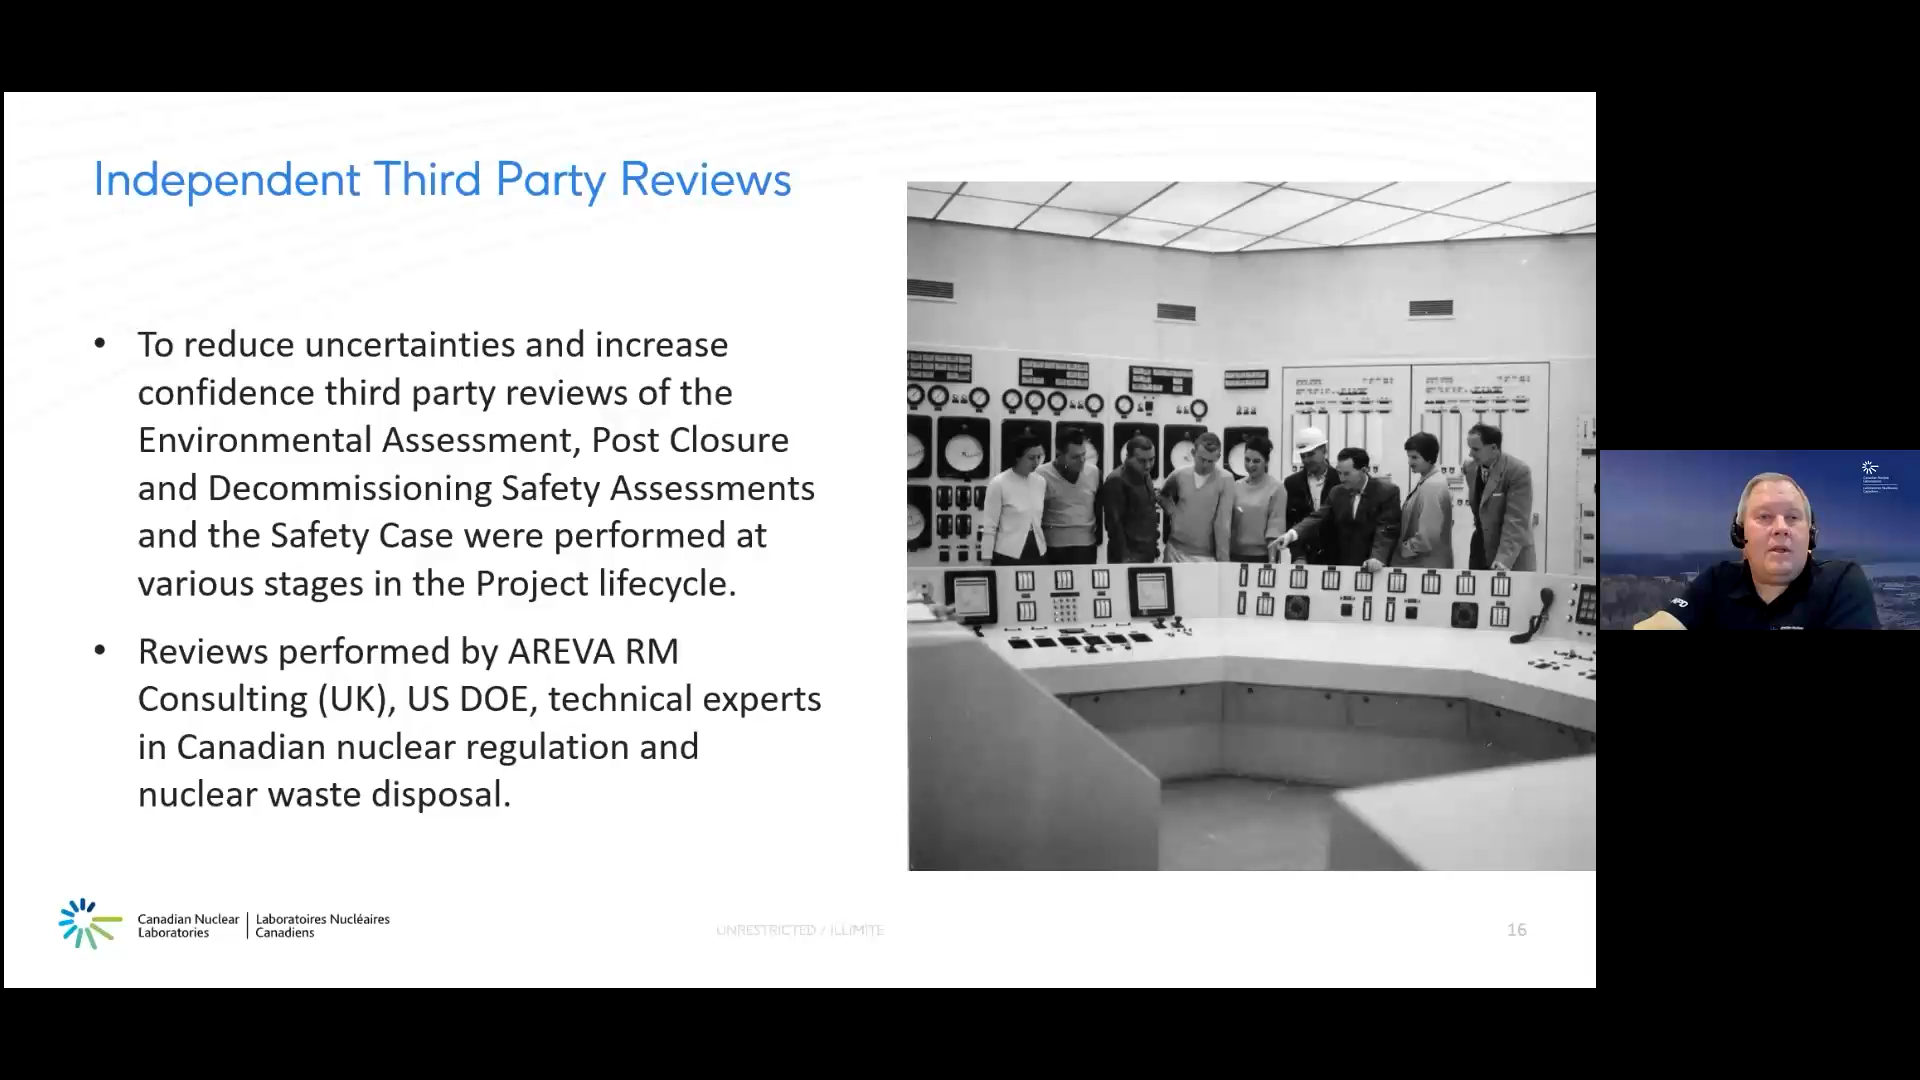 Independent Third Party Reviews
• To reduce uncertainties and increase
confidence third party reviews of the
Environmental Assessment, Post Closure
and Decommissioning Safety Assessments
and the Safety Case were performed at
various stages in the Project lifecycle.
• Reviews performed by AREVA RM
Consulting (UK), US DOE, technical experts
in Canadian nuclear regulation and
nuclear waste disposal.
Canadian Nuclear
Laboratories
Laboratoires Nucléaires
Canadiens
UNRESTRICTED / ILLIMITÉ
16